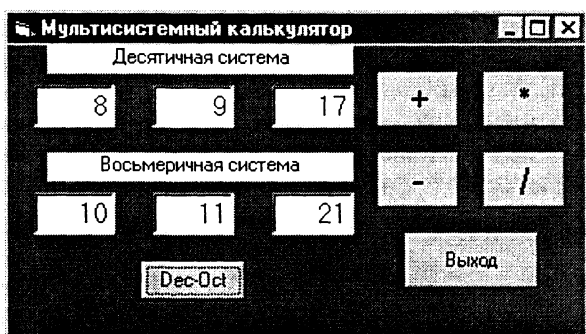 Мультисистемный калькулятор
Десятичная система
8 9 17 + *
Восьмеричная система
- /
10 11 21
Выход
Dec-Oct